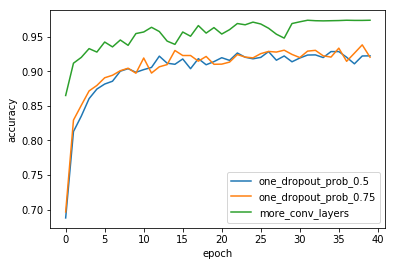 0.95
0.90
0.85
0.80
0.75
0.70
accuracy
one_dropout_prob_0.5
one_dropout_prob_0.75
more_conv_layers
0 5 10 15 20 25 30 35 40
epoch